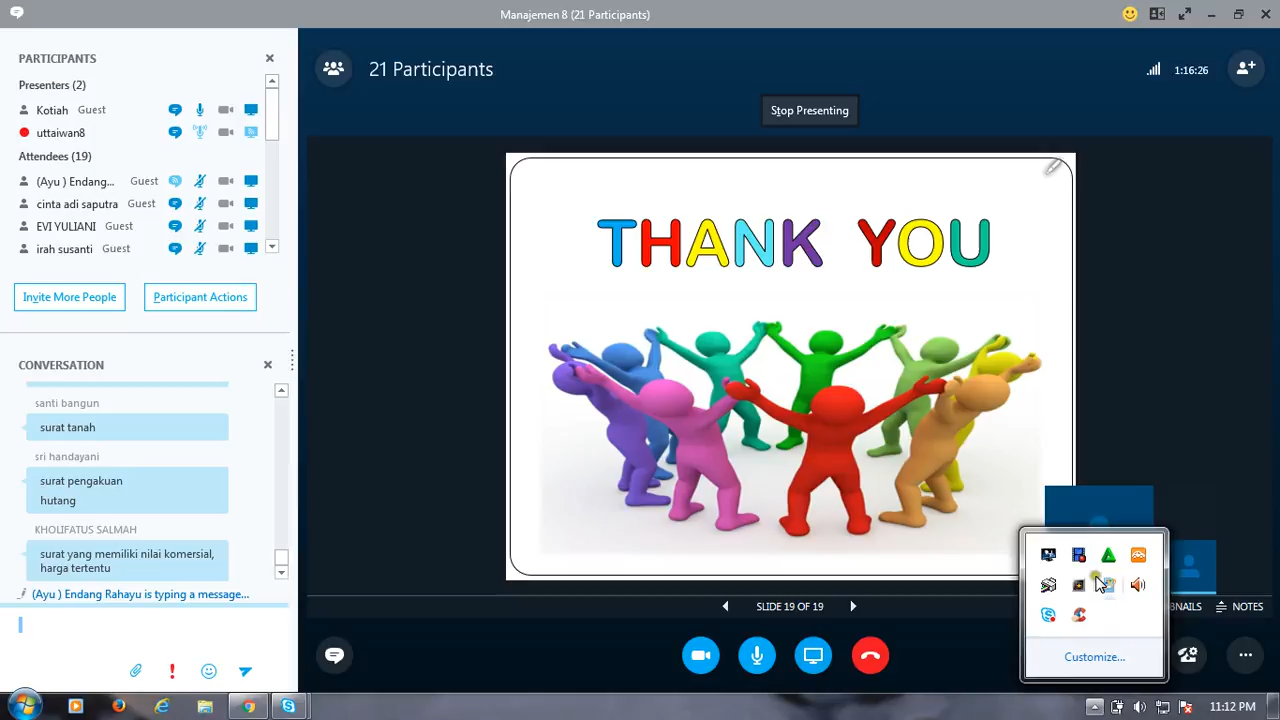 Manajemen 8 (21 Participants)
PARTICIPANTS
Presenters (2)
Kotiah Guest
uttaiwan8
Attendees (19)
(Ayu ) Endang... Guest
cinta adi saputra Guest
EVI YULIANI Guest
irah susanti Guest
Invite More People
Participant Actions
CONVERSATION
santi bangun
surat tanah
sri handayani
surat pengakuan
hutang
KHOLIFATUS SALMAH
surat yang memiliki nilai komersial,
harga tertentu
(Ayu ) Endang Rahayu is typing a message...
21 Participants
1:16:26
Stop Presenting
THANK YOU
SLIDE 19 OF 19
NOTES
Customize...
11:12 PM